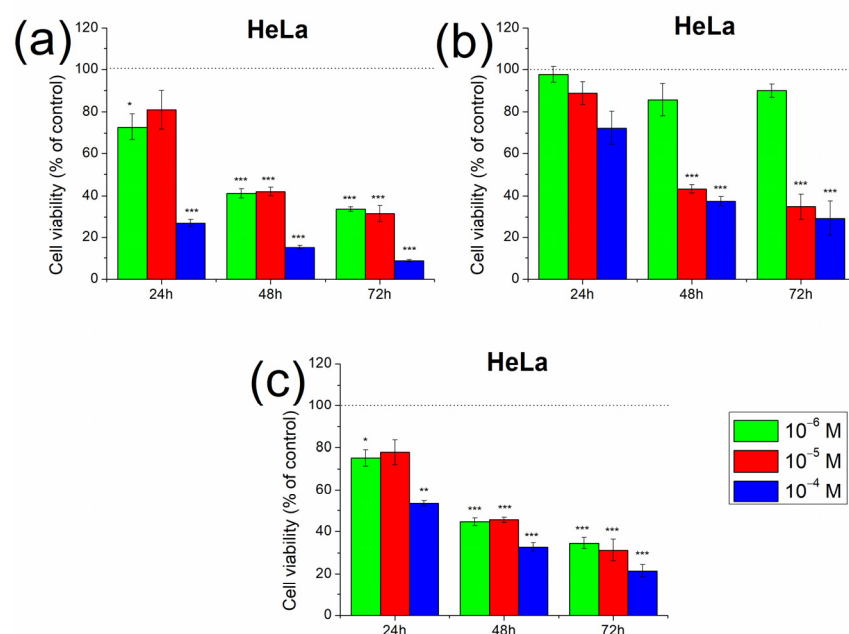 (a)
HeLa
120
100
80
60
40
20
0
Cell viability (% of control)
*
***
*** ***
***
*** ***
***
24h 48h 72h
(b)
HeLa
120
100
80
60
40
20
0
Cell viability (% of control)
*** ***
*** ***
24h 48h 72h
(c)
HeLa
120
100
80
60
40
20
0
Cell viability (% of control)
*
**
*** ***
***
*** ***
***
24h 48h 72h
10⁻⁶ M
10⁻⁵ M
10⁻⁴ M